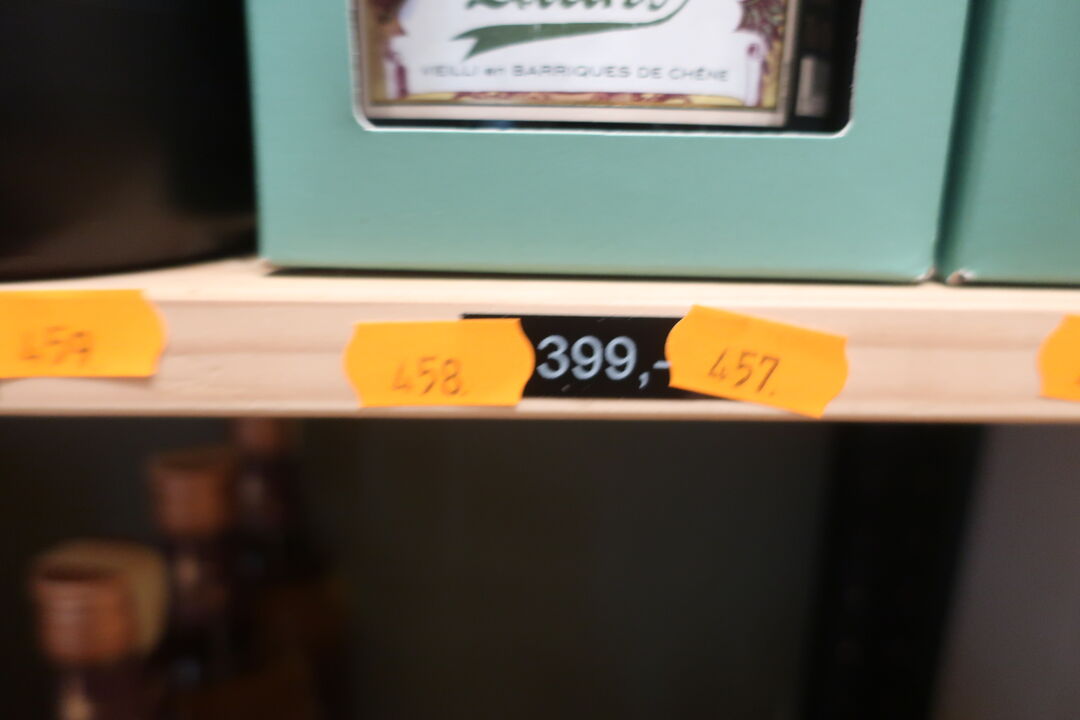 VIEILLI en BARRIQUES DE CHÊNE
459
458.
399,-
457.